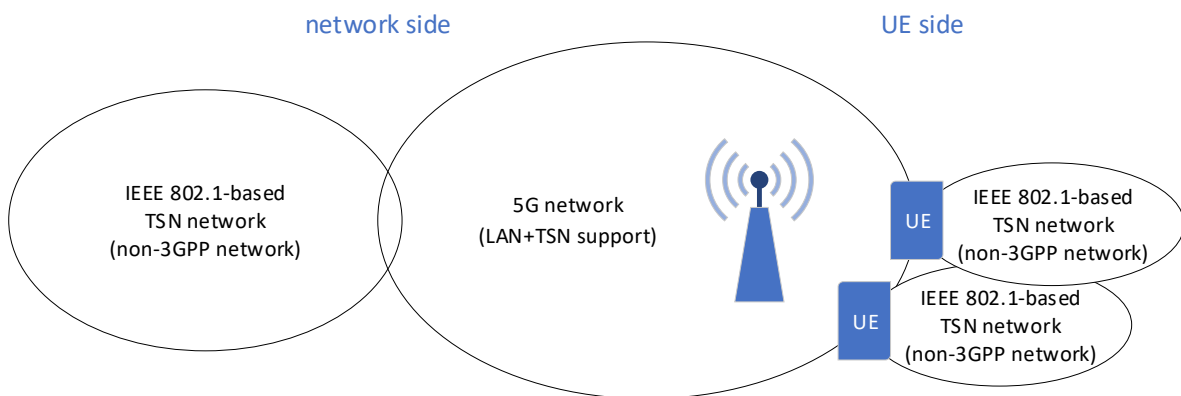 network side
UE side
IEEE 802.1-based
TSN network
(non-3GPP network)
5G network
(LAN+TSN support)
UE
IEEE 802.1-based
TSN network
(non-3GPP network)
UE
IEEE 802.1-based
TSN network
(non-3GPP network)